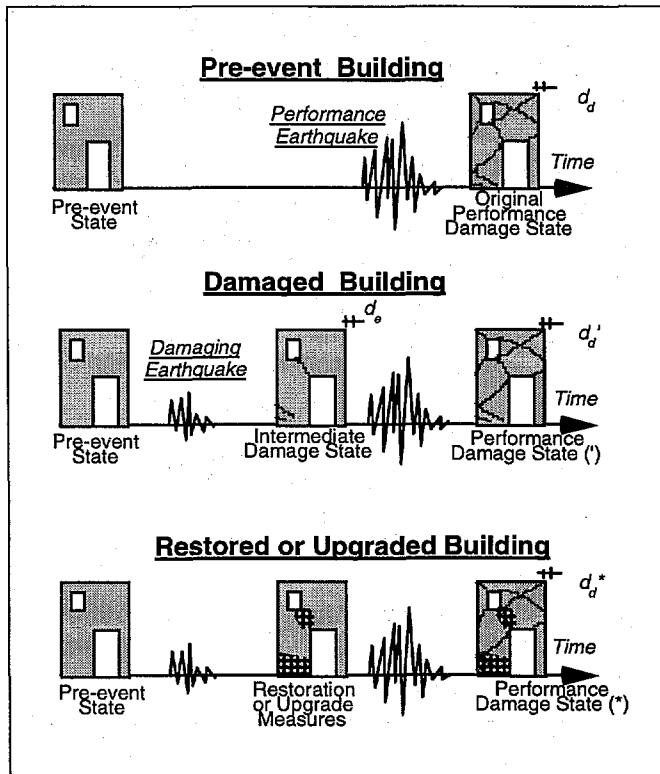 Pre-event Building
Performance
Earthquake
d_d
Time
Pre-event
State
Original
Performance
Damage State
Damaged Building
d_e
Damaging
Earthquake
d_d'
Time
Pre-event
State
Intermediate
Damage State
Performance
Damage State (')
Restored or Upgraded Building
d_d*
Time
Pre-event
State
Restoration
or Upgrade
Measures
Performance
Damage State (*)